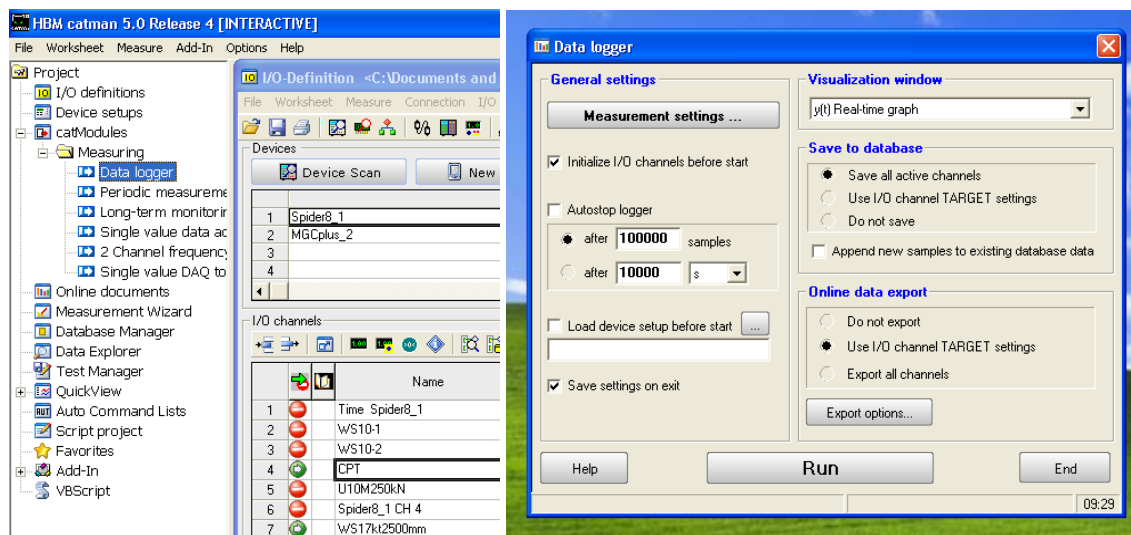 HBM catman 5.0 Release 4 [INTERACTIVE]
File Worksheet Measure Add-In Options Help
Project
I/O definitions
Device setups
catModules
Measuring
Data logger
Periodic measureme
Long-term monitorir
Single value data ac
2 Channel frequency
Single value DAQ to
Online documents
Measurement Wizard
Database Manager
Data Explorer
Test Manager
QuickView
Auto Command Lists
Script project
Favorites
Add-In
VBScript
I/O-Definition <C:\Documents and
File Worksheet Measure Connection I/O
Devices
Device Scan New
1 Spider8_1
2 MGCplus_2
3
4
I/O channels
Name
1 Time Spider8_1
2 WS10-1
3 WS10-2
4 CPT
5 U10M250kN
6 Spider8_1 CH 4
7 WS17kt2500mm
Data logger
General settings
Measurement settings ...
Initialize I/O channels before start
Autostop logger
after 100000 samples
after 10000 s
Load device setup before start ...
Save settings on exit
Visualization window
y(t) Real-time graph
Save to database
Save all active channels
Use I/O channel TARGET settings
Do not save
Append new samples to existing database data
Online data export
Do not export
Use I/O channel TARGET settings
Export all channels
Export options...
Help Run End
09:29